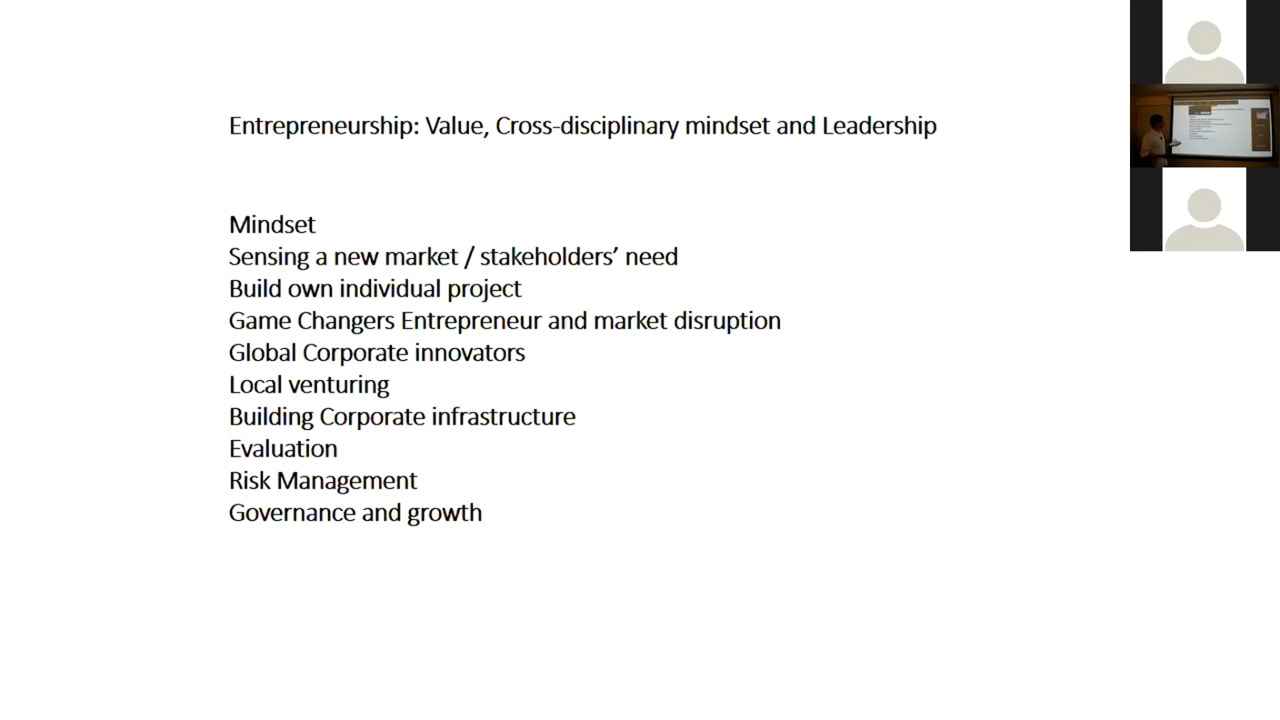 Entrepreneurship: Value, Cross-disciplinary mindset and Leadership
Mindset
Sensing a new market / stakeholders’ need
Build own individual project
Game Changers Entrepreneur and market disruption
Global Corporate innovators
Local venturing
Building Corporate infrastructure
Evaluation
Risk Management
Governance and growth